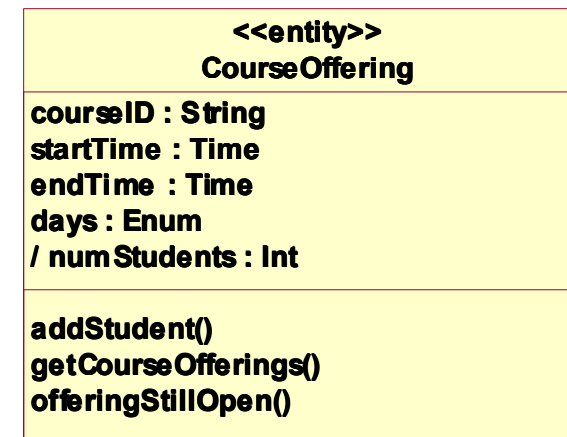 <<entity>>
CourseOffering
courseID : String
startTime : Time
endTime : Time
days : Enum
/ numStudents : Int
addStudent()
getCourseOfferings()
offeringStillOpen()